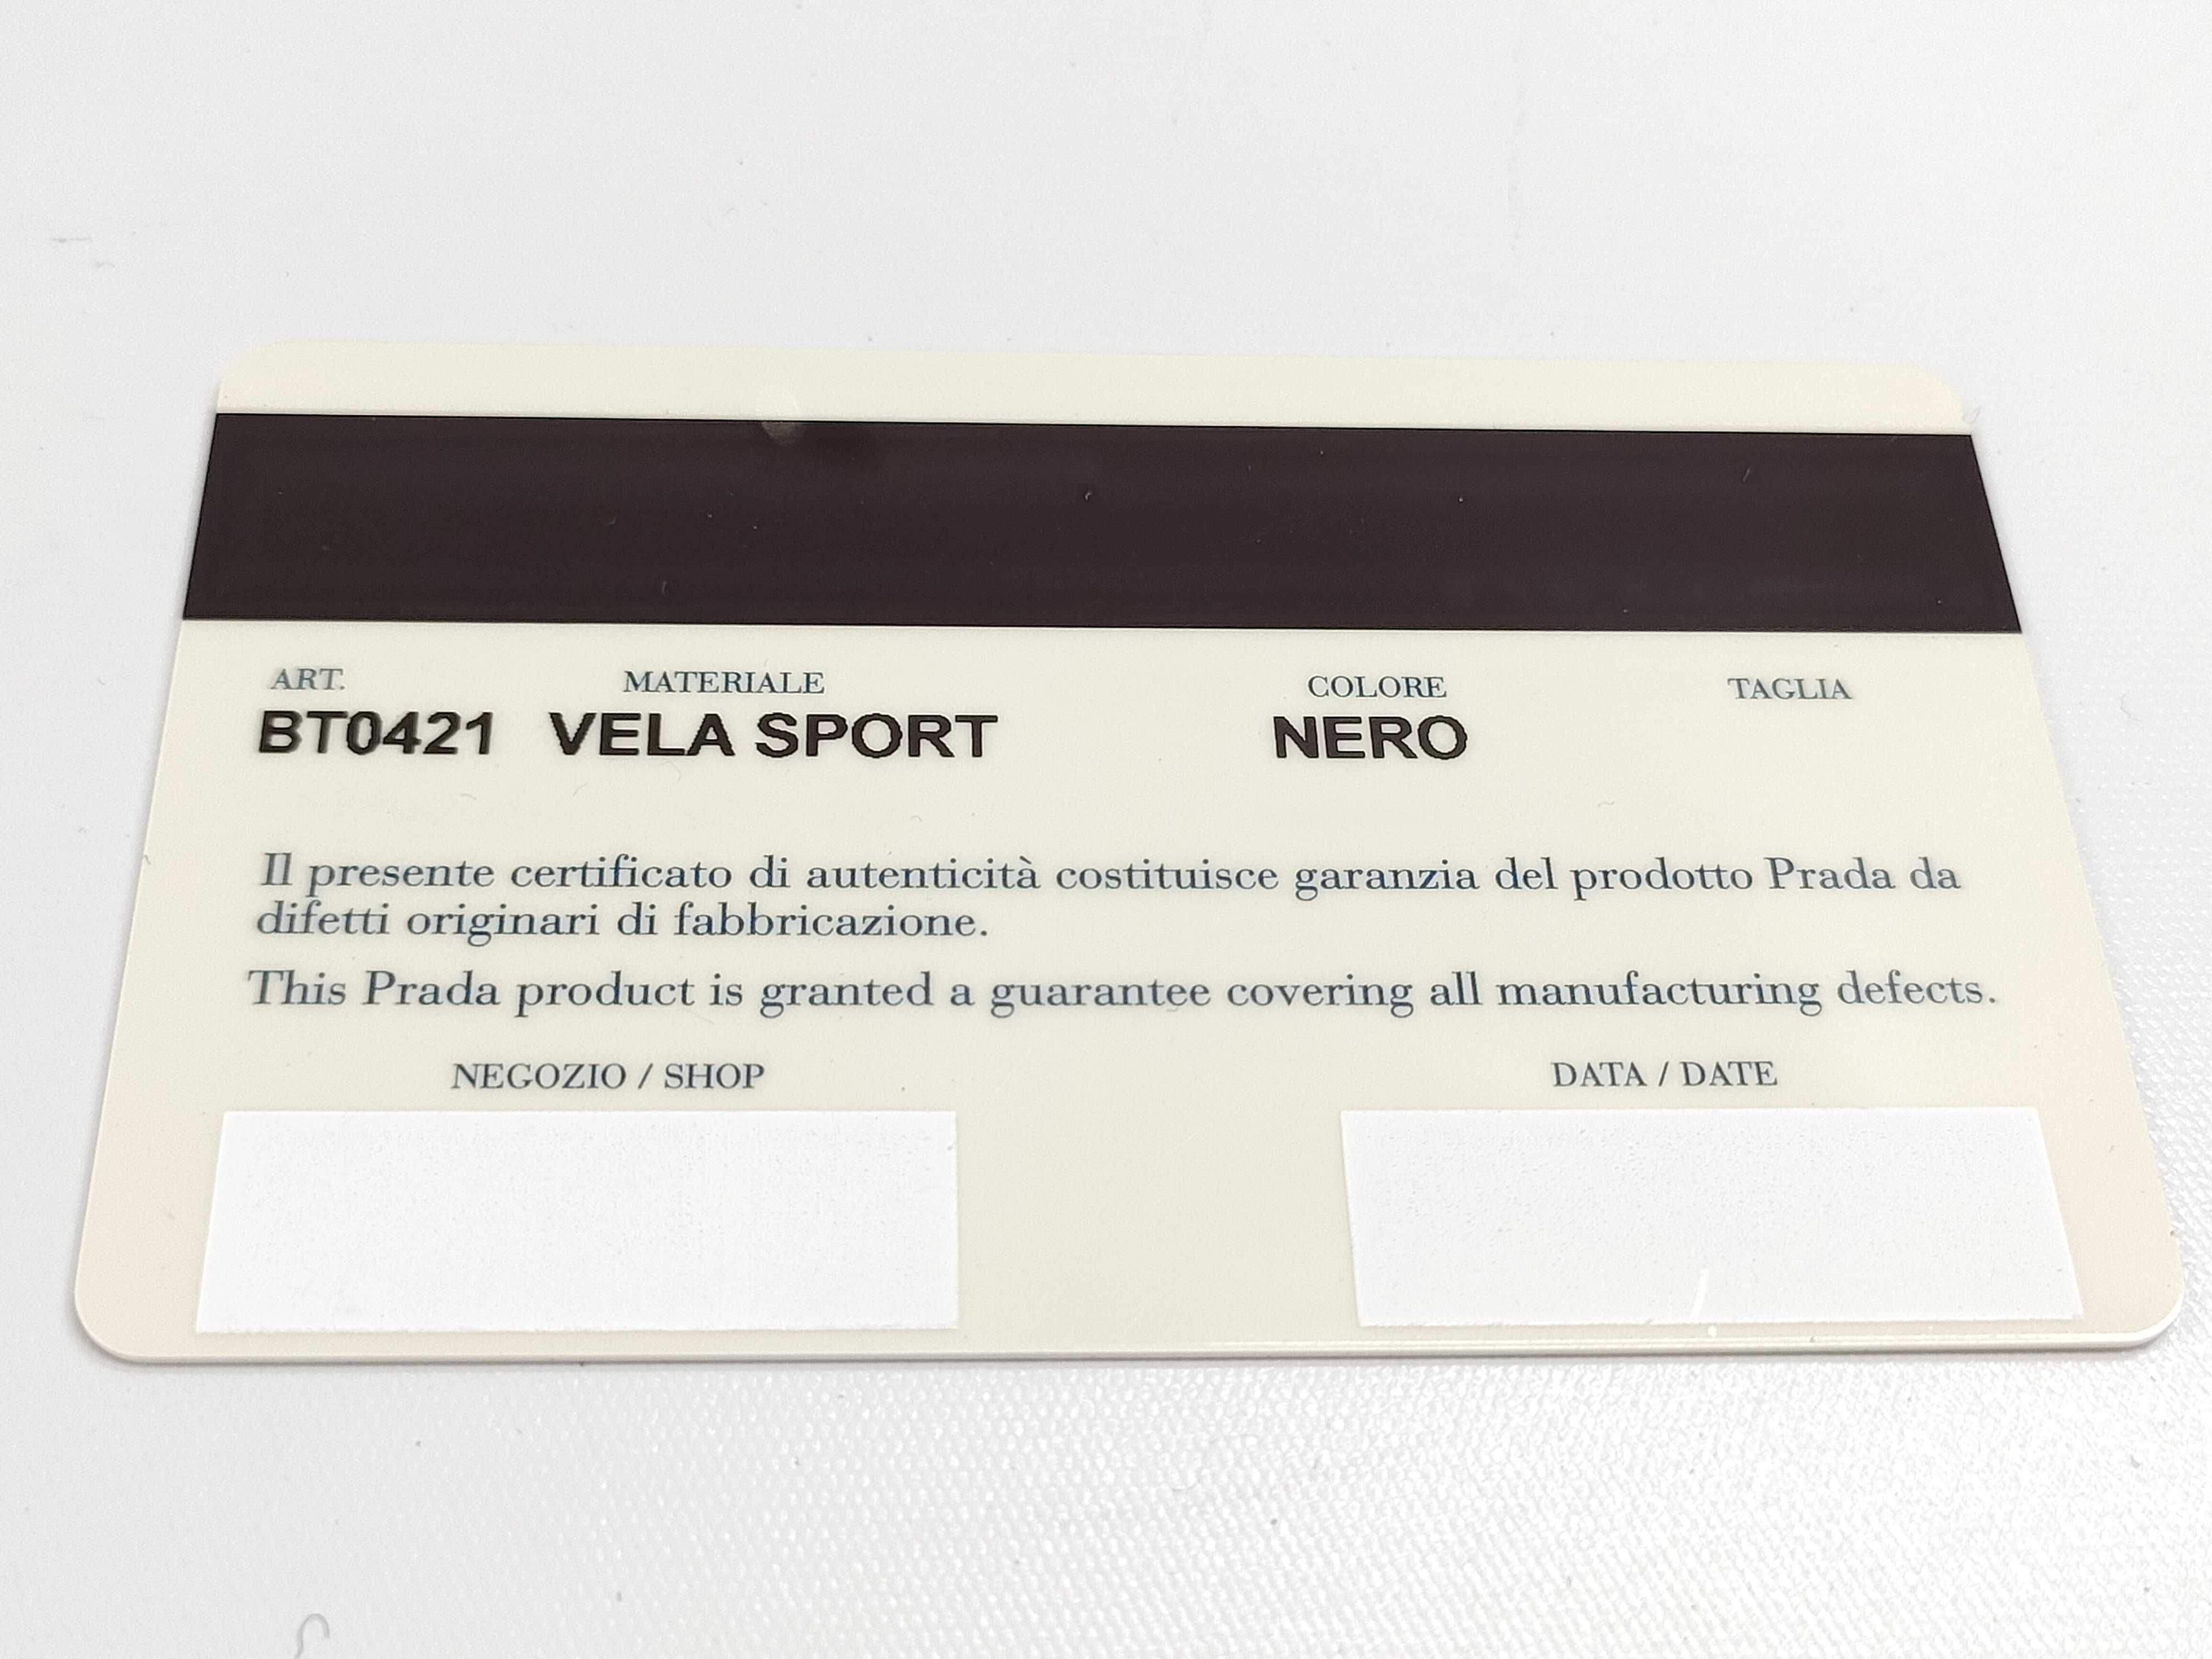 ART. MATERIALE COLORE TAGLIA
BT0421 VELA SPORT NERO
Il presente certificato di autenticità costituisce garanzia del prodotto Prada da
difetti originari di fabbricazione.
This Prada product is granted a guarantee covering all manufacturing defects.
NEGOZIO / SHOP DATA / DATE